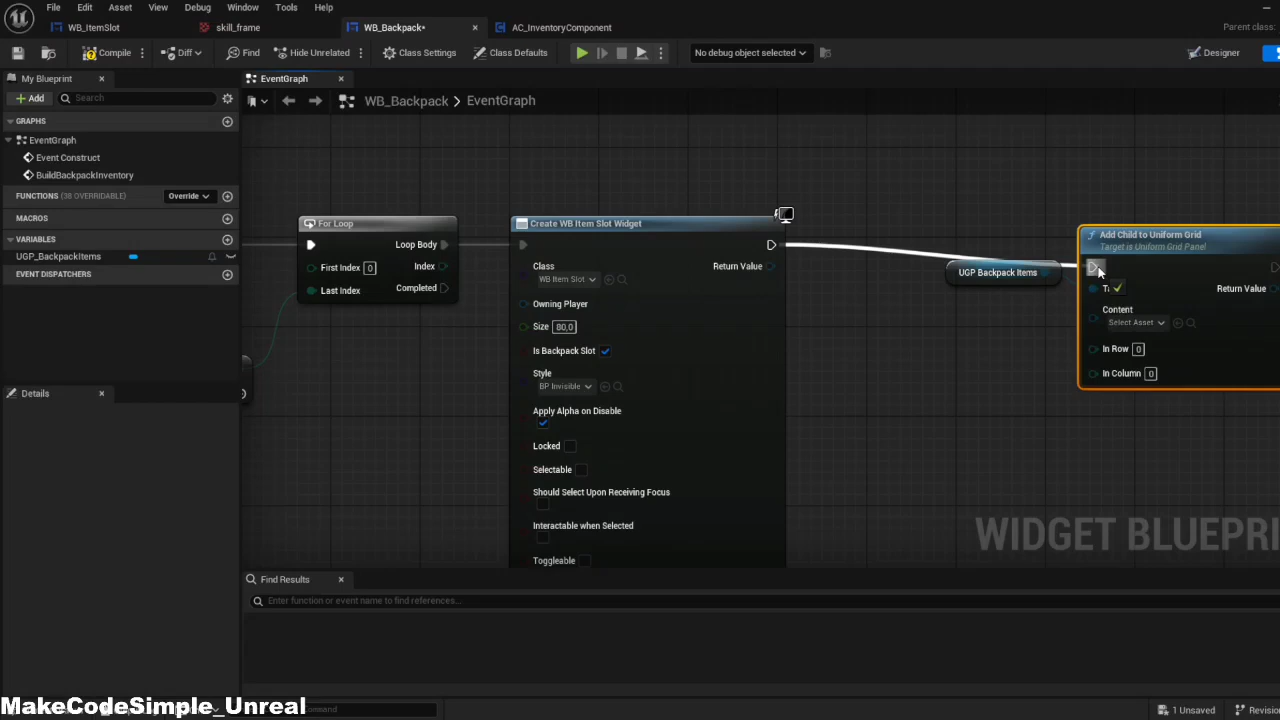 File Edit Asset View Debug Window Tools Help
WB_ItemSlot skill_frame WB_Backpack* AC_InventoryComponent Parent class:
Compile Diff Find Hide Unrelated Class Settings Class Defaults No debug object selected Designer
My Blueprint EventGraph
Add Search WB_Backpack EventGraph
GRAPHS
EventGraph
Event Construct
BuildBackpackInventory
FUNCTIONS (38 OVERRIDABLE) Override
MACROS
VARIABLES
UGP_BackpackItems
EVENT DISPATCHERS
Details
For Loop
Loop Body
First Index 0 Index
Last Index Completed
Create WB Item Slot Widget
Class Return Value
WB Item Slot
Owning Player
Size 80,0
Is Backpack Slot
Style
BP Invisible
Apply Alpha on Disable
Locked
Selectable
Should Select Upon Receiving Focus
Interactable when Selected
Toggleable
UGP Backpack Items
Add Child to Uniform Grid
Target is Uniform Grid Panel
Return Value
Content
Select Asset
In Row 0
In Column 0
WIDGET BLUEPRI
Find Results
Enter function or event name to find references...
MakeCodeSimple_Unreal
1 Unsaved